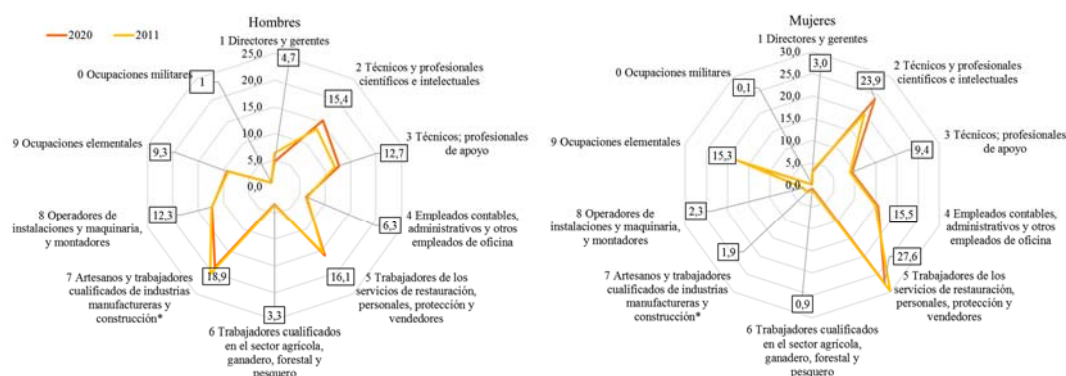 Hombres
2020
2011
1 Directores y gerentes
25,0
4,7
20,0
15,0
10,0
5,0
0,0
2 Técnicos y profesionales
científicos e intelectuales
15,4
3 Técnicos; profesionales
de apoyo
12,7
4 Empleados contables,
administrativos y otros
empleados de oficina
6,3
5 Trabajadores de los
servicios de restauración,
personales, protección y
vendedores
16,1
6 Trabajadores cualificados
en el sector agrícola,
ganadero, forestal y
pesquero
3,3
7 Artesanos y trabajadores
cualificados de industrias
manufactureras y
construcción*
18,9
8 Operadores de
instalaciones y maquinaria,
y montadores
12,3
9 Ocupaciones elementales
9,3
0 Ocupaciones militares
1
Mujeres
1 Directores y gerentes
30,0
3,0
25,0
20,0
15,0
10,0
5,0
0,0
2 Técnicos y profesionales
científicos e intelectuales
23,9
3 Técnicos; profesionales
de apoyo
9,4
4 Empleados contables,
administrativos y otros
empleados de oficina
15,5
5 Trabajadores de los
servicios de restauración,
personales, protección y
vendedores
27,6
6 Trabajadores cualificados
en el sector agrícola,
ganadero, forestal y
pesquero
0,9
7 Artesanos y trabajadores
cualificados de industrias
manufactureras y
construcción*
1,9
8 Operadores de
instalaciones y maquinaria,
y montadores
2,3
9 Ocupaciones elementales
15,3
0 Ocupaciones militares
0,1